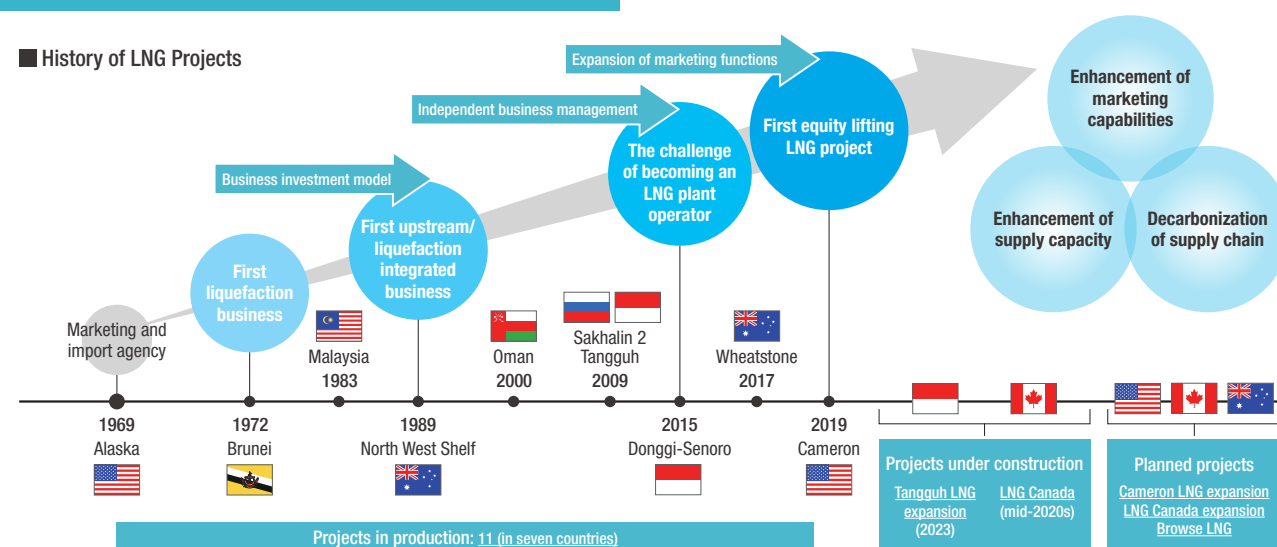 History of LNG Projects
Expansion of marketing functions
Independent business management
Business investment model
Marketing and
import agency
First
liquefaction
business
First upstream/
liquefaction
integrated
business
The challenge
of becoming an
LNG plant
operator
First equity lifting
LNG project
Enhancement of
marketing
capabilities
Enhancement of
supply capacity
Decarbonization
of supply chain
Malaysia
1983
Oman
2000
Sakhalin 2
Tangguh
2009
Wheatstone
2017
1969
Alaska
1972
Brunei
1989
North West Shelf
2015
Donggi-Senoro
2019
Cameron
Projects in production: 11 (in seven countries)
Projects under construction
Tangguh LNG
expansion
(2023)
LNG Canada
(mid-2020s)
Planned projects
Cameron LNG expansion
LNG Canada expansion
Browse LNG